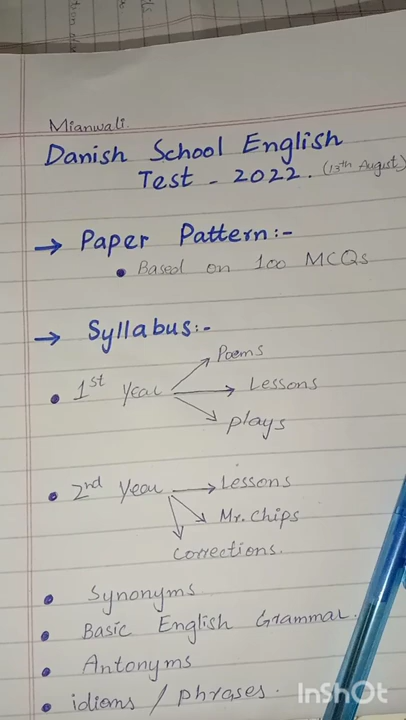 Mianwali.
Danish School English
Test - 2022. (13th August)
→ Paper Pattern:-
• Based on 100 MCQs
→ Syllabus:-
Poems
• 1st Year → Lessons
plays
• 2nd Year → Lessons
Mr. Chips
Corrections.
• Synonyms
• Basic English Grammar.
• Antonyms
• idioms / phrases.
InShOt